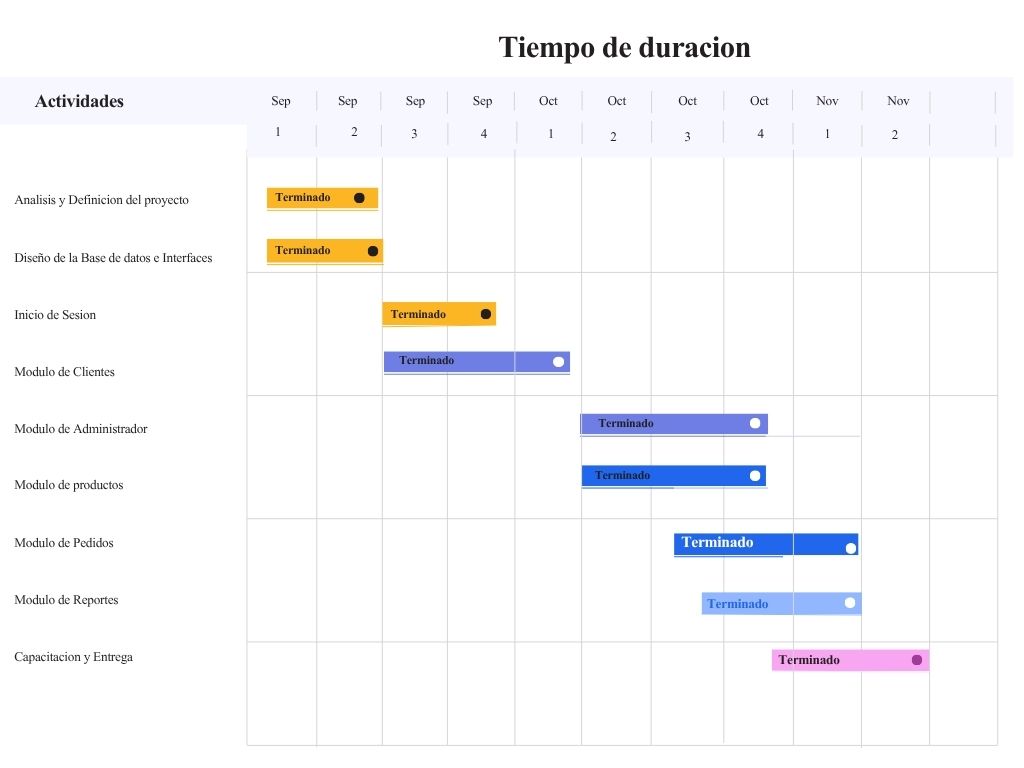 Tiempo de duracion
Actividades Sep Sep Sep Sep Oct Oct Oct Oct Nov Nov
1 2 3 4 1 2 3 4 1 2
Analisis y Definicion del proyecto Terminado
Diseño de la Base de datos e Interfaces Terminado
Inicio de Sesion Terminado
Modulo de Clientes Terminado
Modulo de Administrador Terminado
Modulo de productos Terminado
Modulo de Pedidos Terminado
Modulo de Reportes Terminado
Capacitacion y Entrega Terminado